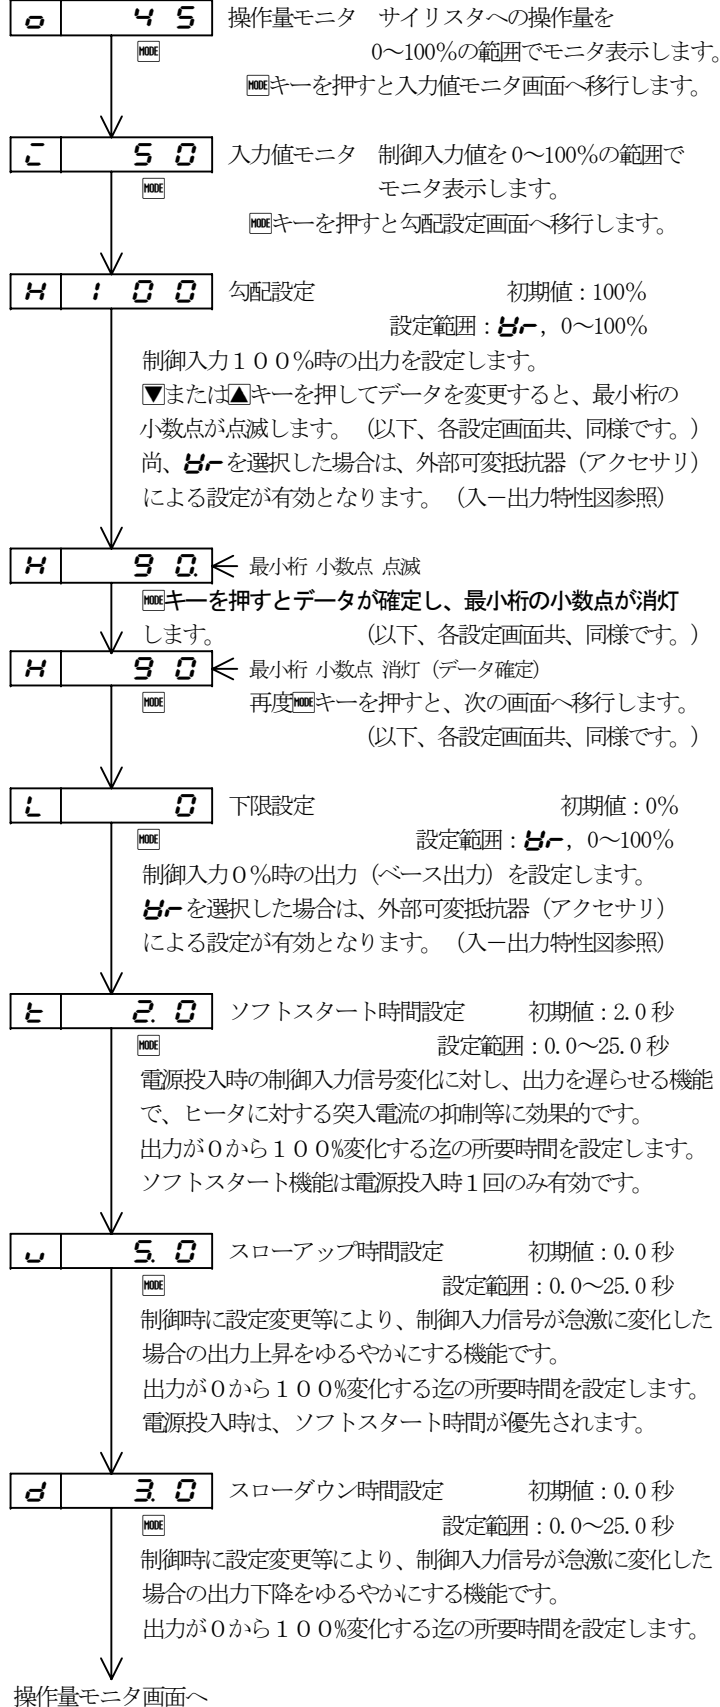 o 4 5 操作量モニタ サイリスタへの操作量を
MODE 0～100％の範囲でモニタ表示します。
MODEキーを押すと入力値モニタ画面へ移行します。
5 0 入力値モニタ 制御入力値を 0～100％の範囲で
MODE モニタ表示します。
MODEキーを押すと勾配設定画面へ移行します。
H 1 0 0 勾配設定 初期値：100％
設定範囲：, 0～100％
制御入力１００％時の出力を設定します。
▼または▲キーを押してデータを変更すると、最小桁の
小数点が点滅します。（以下、各設定画面共、同様です。）
尚、を選択した場合は、外部可変抵抗器（アクセサリ）
による設定が有効となります。（入－出力特性図参照）
H 9 0. 最小桁 小数点 点滅
MODEキーを押すとデータが確定し、最小桁の小数点が消灯
します。 （以下、各設定画面共、同様です。）
H 9 0 最小桁 小数点 消灯（データ確定）
MODE 再度MODEキーを押すと、次の画面へ移行します。
（以下、各設定画面共、同様です。）
L 0 下限設定 初期値：0％
MODE 設定範囲：, 0～100％
制御入力０％時の出力（ベース出力）を設定します。
を選択した場合は、外部可変抵抗器（アクセサリ）
による設定が有効となります。（入－出力特性図参照）
t 2. 0 ソフトスタート時間設定 初期値：2.0 秒
MODE 設定範囲：0.0～25.0 秒
電源投入時の制御入力信号変化に対し、出力を遅らせる機能
で、ヒータに対する突入電流の抑制等に効果的です。
出力が０から１００%変化する迄の所要時間を設定します。
ソフトスタート機能は電源投入時１回のみ有効です。
u 5. 0 スローアップ時間設定 初期値：0.0 秒
MODE 設定範囲：0.0～25.0 秒
制御時に設定変更等により、制御入力信号が急激に変化した
場合の出力上昇をゆるやかにする機能です。
出力が０から１００%変化する迄の所要時間を設定します。
電源投入時は、ソフトスタート時間が優先されます。
d 3. 0 スローダウン時間設定 初期値：0.0 秒
MODE 設定範囲：0.0～25.0 秒
制御時に設定変更等により、制御入力信号が急激に変化した
場合の出力下降をゆるやかにする機能です。
出力が０から１００%変化する迄の所要時間を設定します。
操作量モニタ画面へ